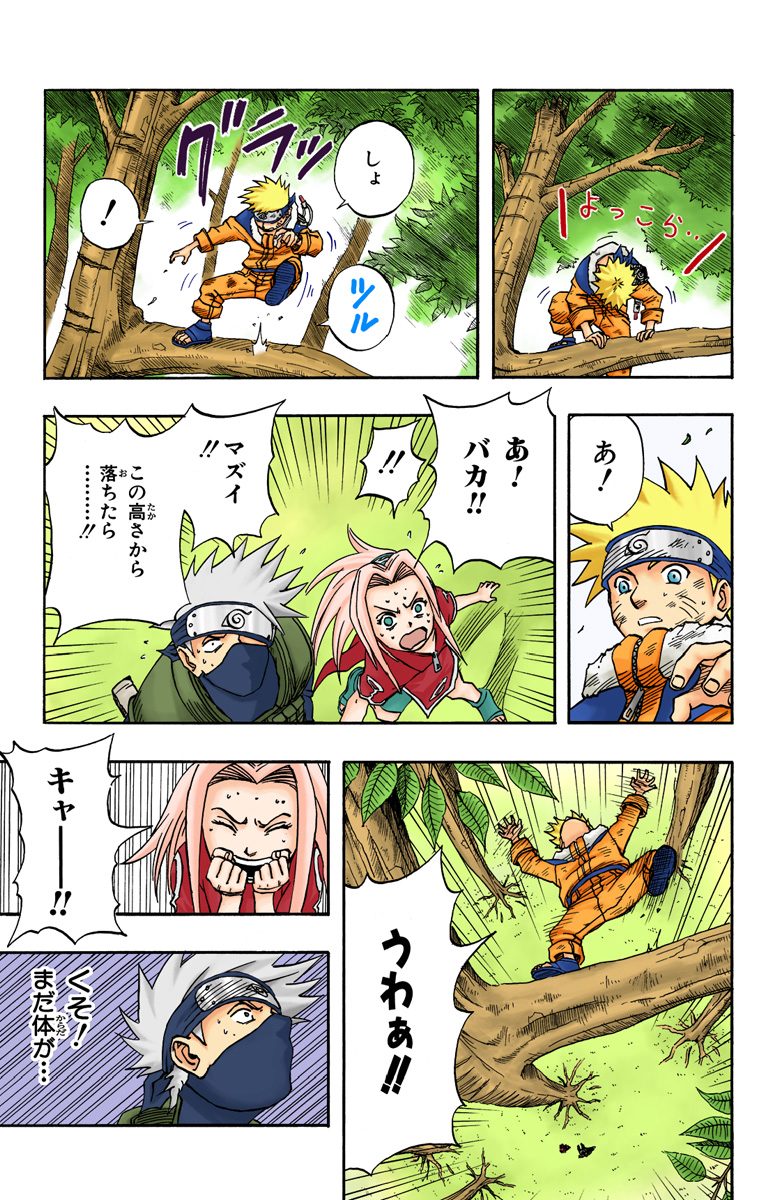 よっこら…
しょ
グラッ
ツル
！
あ！
あ！
バカ!!
!!
マズイ
!!
この高さから
落ちたら
………!!
うわぁ!!
キャー!!
くそ！
まだ体が…